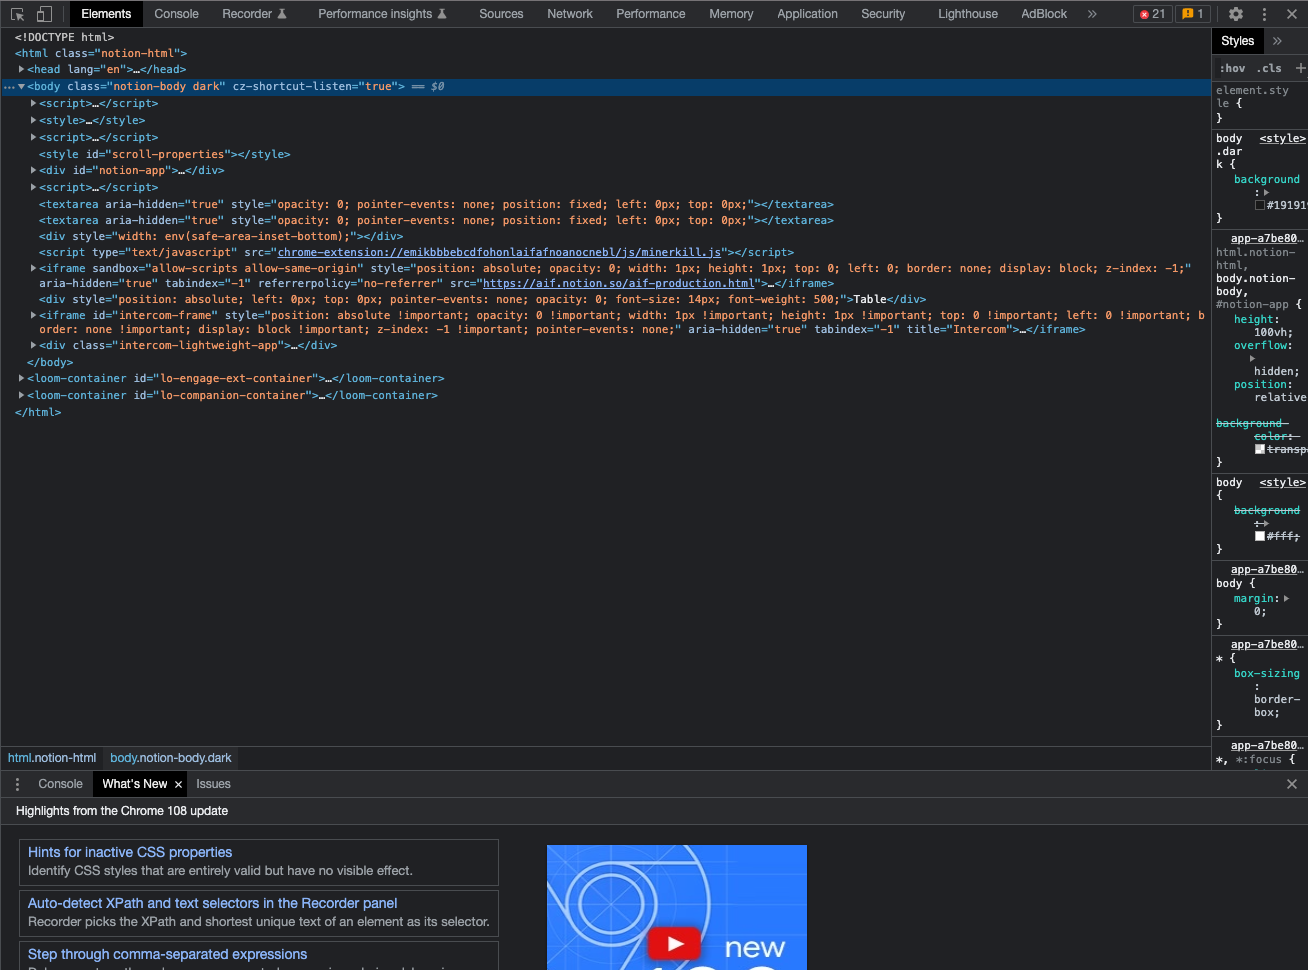 Elements Console Recorder Performance insights Sources Network Performance Memory Application Security Lighthouse AdBlock » 21 1
<!DOCTYPE html>
<html class="notion-html">
<head lang="en">…</head>
<body class="notion-body dark" cz-shortcut-listen="true"> == $0
<script>…</script>
<style>…</style>
<script>…</script>
<style id="scroll-properties"></style>
<div id="notion-app">…</div>
<script>…</script>
<textarea aria-hidden="true" style="opacity: 0; pointer-events: none; position: fixed; left: 0px; top: 0px;"></textarea>
<textarea aria-hidden="true" style="opacity: 0; pointer-events: none; position: fixed; left: 0px; top: 0px;"></textarea>
<div style="width: env(safe-area-inset-bottom);"></div>
<script type="text/javascript" src="chrome-extension://emikbbbebcdfohonlaifafnoanocnebl/js/minerkill.js"></script>
<iframe sandbox="allow-scripts allow-same-origin" style="position: absolute; opacity: 0; width: 1px; height: 1px; top: 0; left: 0; border: none; display: block; z-index: -1;"
aria-hidden="true" tabindex="-1" referrerpolicy="no-referrer" src="https://aif.notion.so/aif-production.html">…</iframe>
<div style="position: absolute; left: 0px; top: 0px; pointer-events: none; opacity: 0; font-size: 14px; font-weight: 500;">Table</div>
<iframe id="intercom-frame" style="position: absolute !important; opacity: 0 !important; width: 1px !important; height: 1px !important; top: 0 !important; left: 0 !important; b
order: none !important; display: block !important; z-index: -1 !important; pointer-events: none;" aria-hidden="true" tabindex="-1" title="Intercom">…</iframe>
<div class="intercom-lightweight-app">…</div>
</body>
<loom-container id="lo-engage-ext-container">…</loom-container>
<loom-container id="lo-companion-container">…</loom-container>
</html>
Styles »
:hov .cls +
element.sty
le {
}
body <style>
.dar
k {
background
:
#19191
}
app-a7be80…
html.notion-
html,
body.notion-
body,
#notion-app {
height:
100vh;
overflow:
hidden;
position:
relative
background-
color:
transp
}
body <style>
{
background
:
#fff;
}
app-a7be80…
body {
margin:
0;
}
app-a7be80…
* {
box-sizing
:
border-
box;
}
app-a7be80…
*, *:focus {
html.notion-html body.notion-body.dark
Console What's New × Issues
Highlights from the Chrome 108 update
Hints for inactive CSS properties
Identify CSS styles that are entirely valid but have no visible effect.
Auto-detect XPath and text selectors in the Recorder panel
Recorder picks the XPath and shortest unique text of an element as its selector.
Step through comma-separated expressions
new